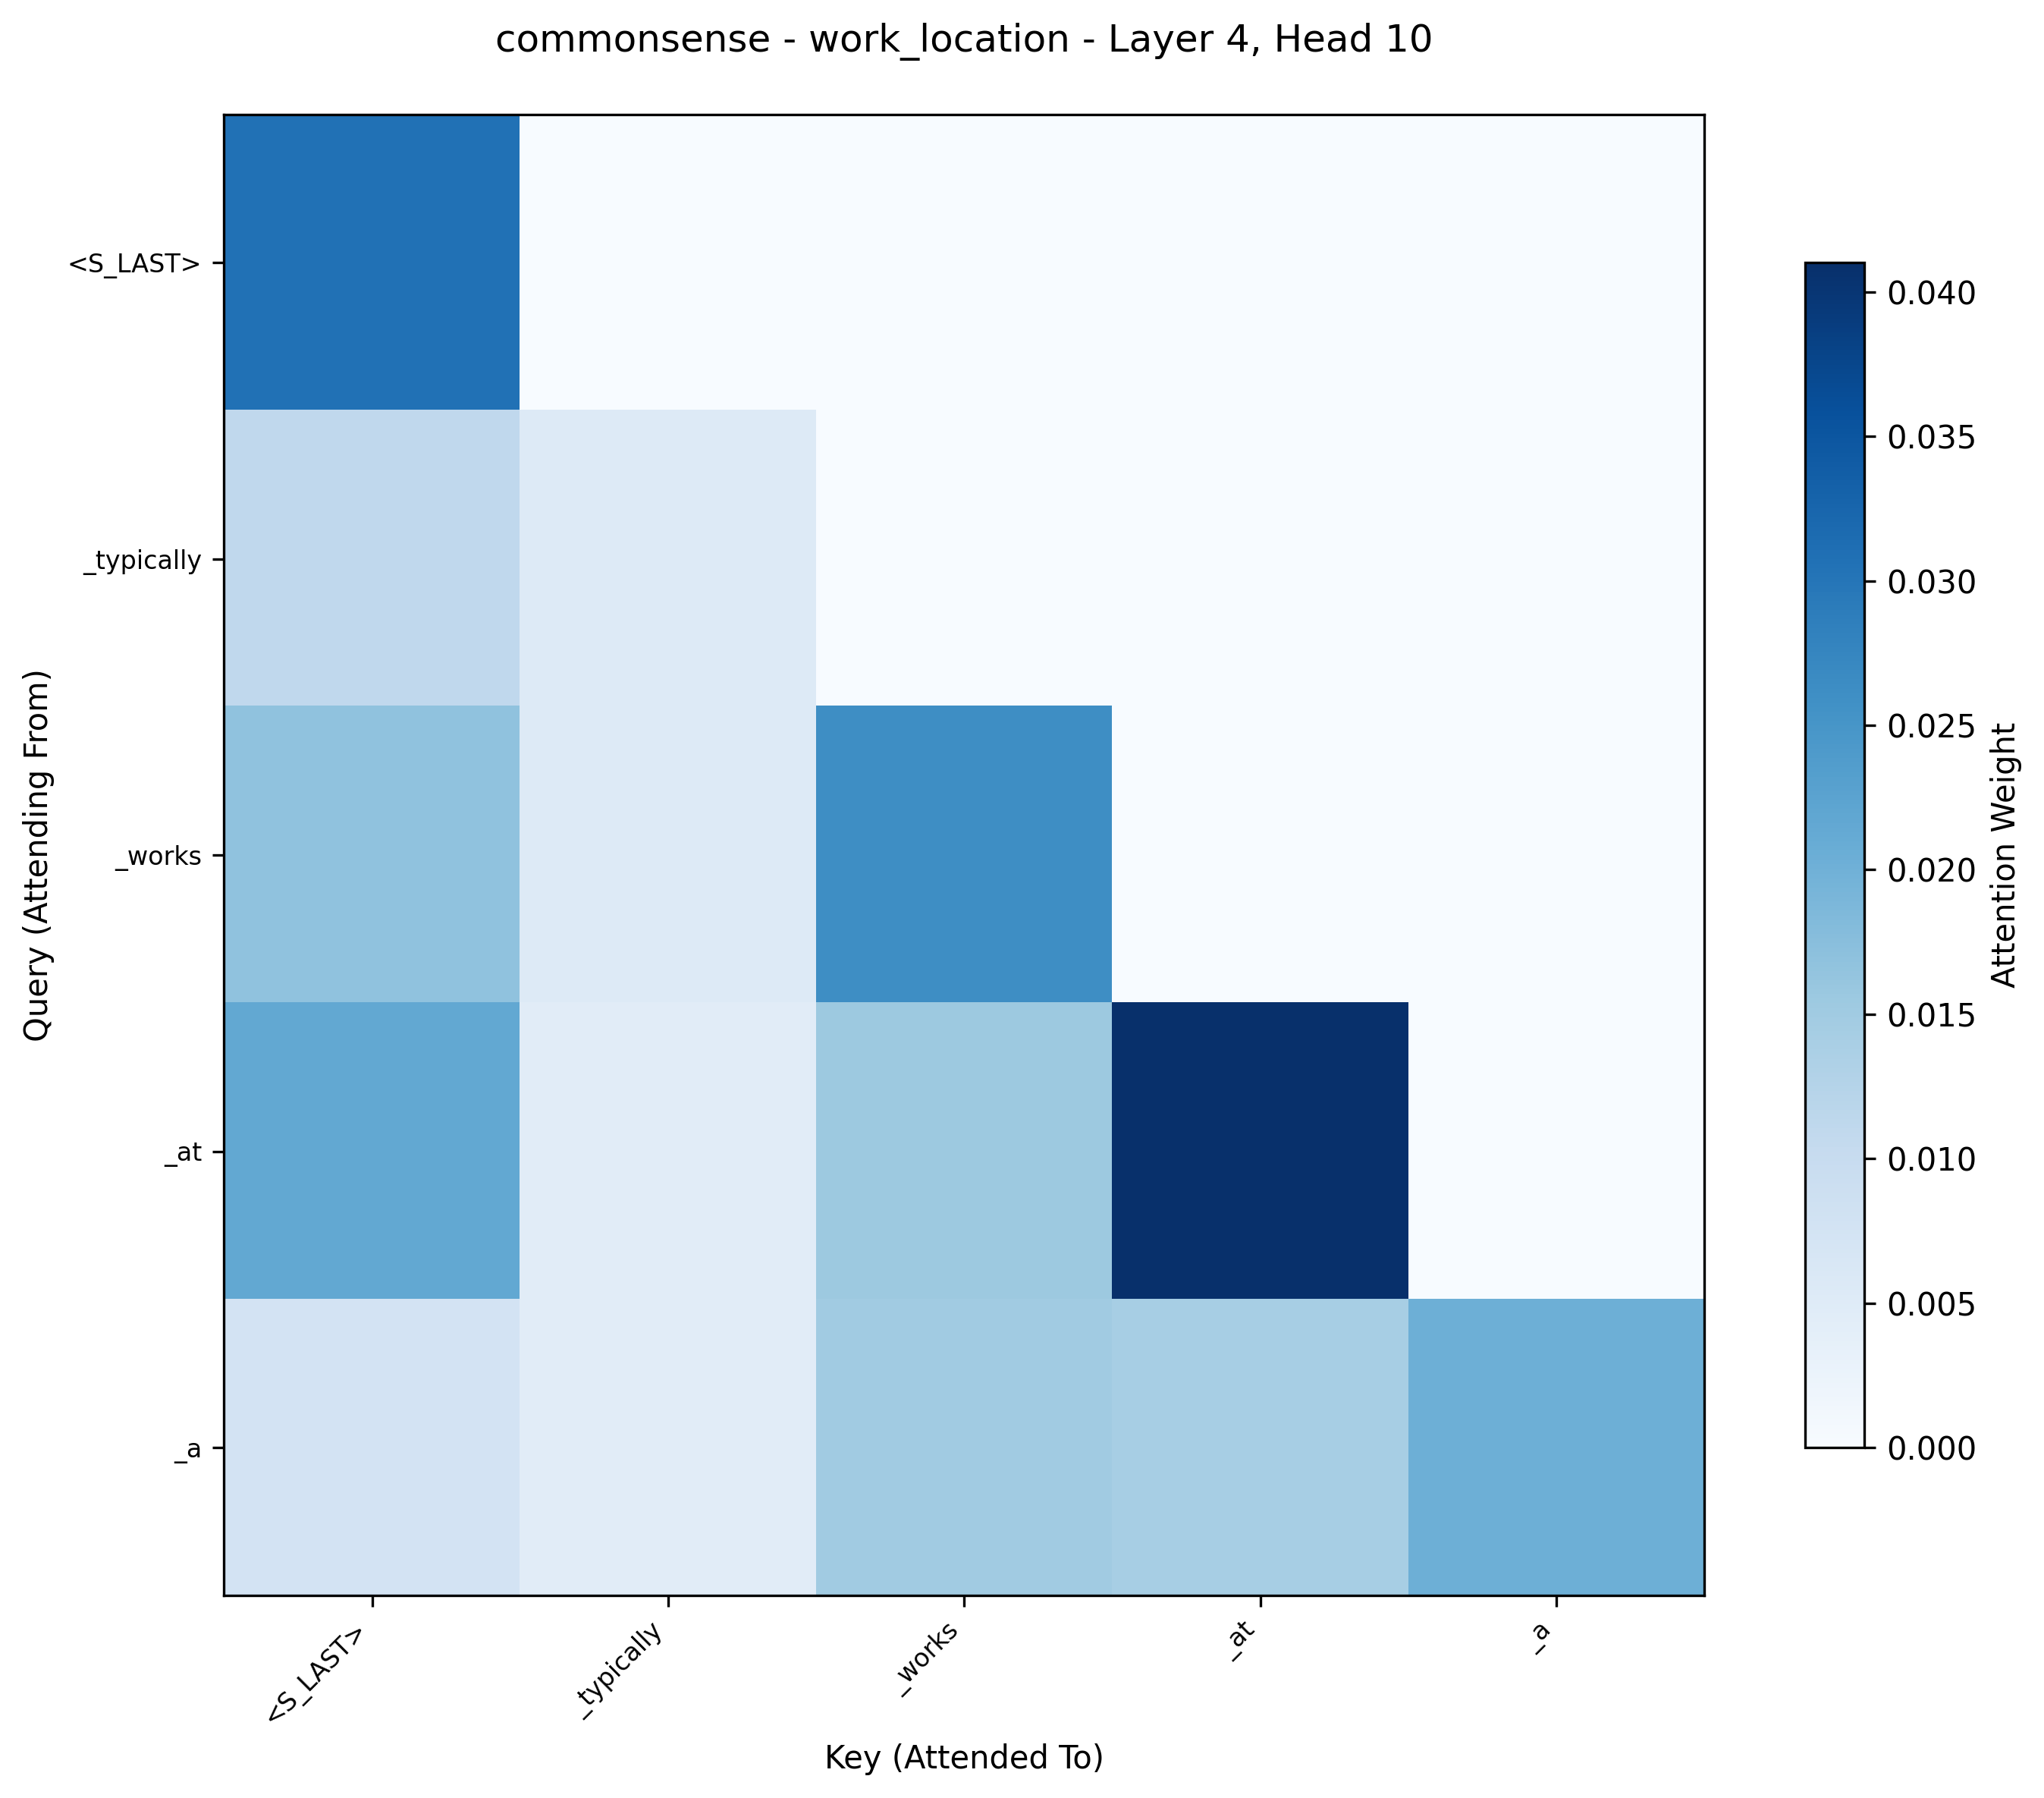 commonsense - work_location - Layer 4, Head 10
Query (Attending From)
<S_LAST>
_typically
_works
_at
_a
<S_LAST>
_typically
_works
_at
_a
Key (Attended To)
0.040
0.035
0.030
0.025
0.020
0.015
0.010
0.005
0.000
Attention Weight